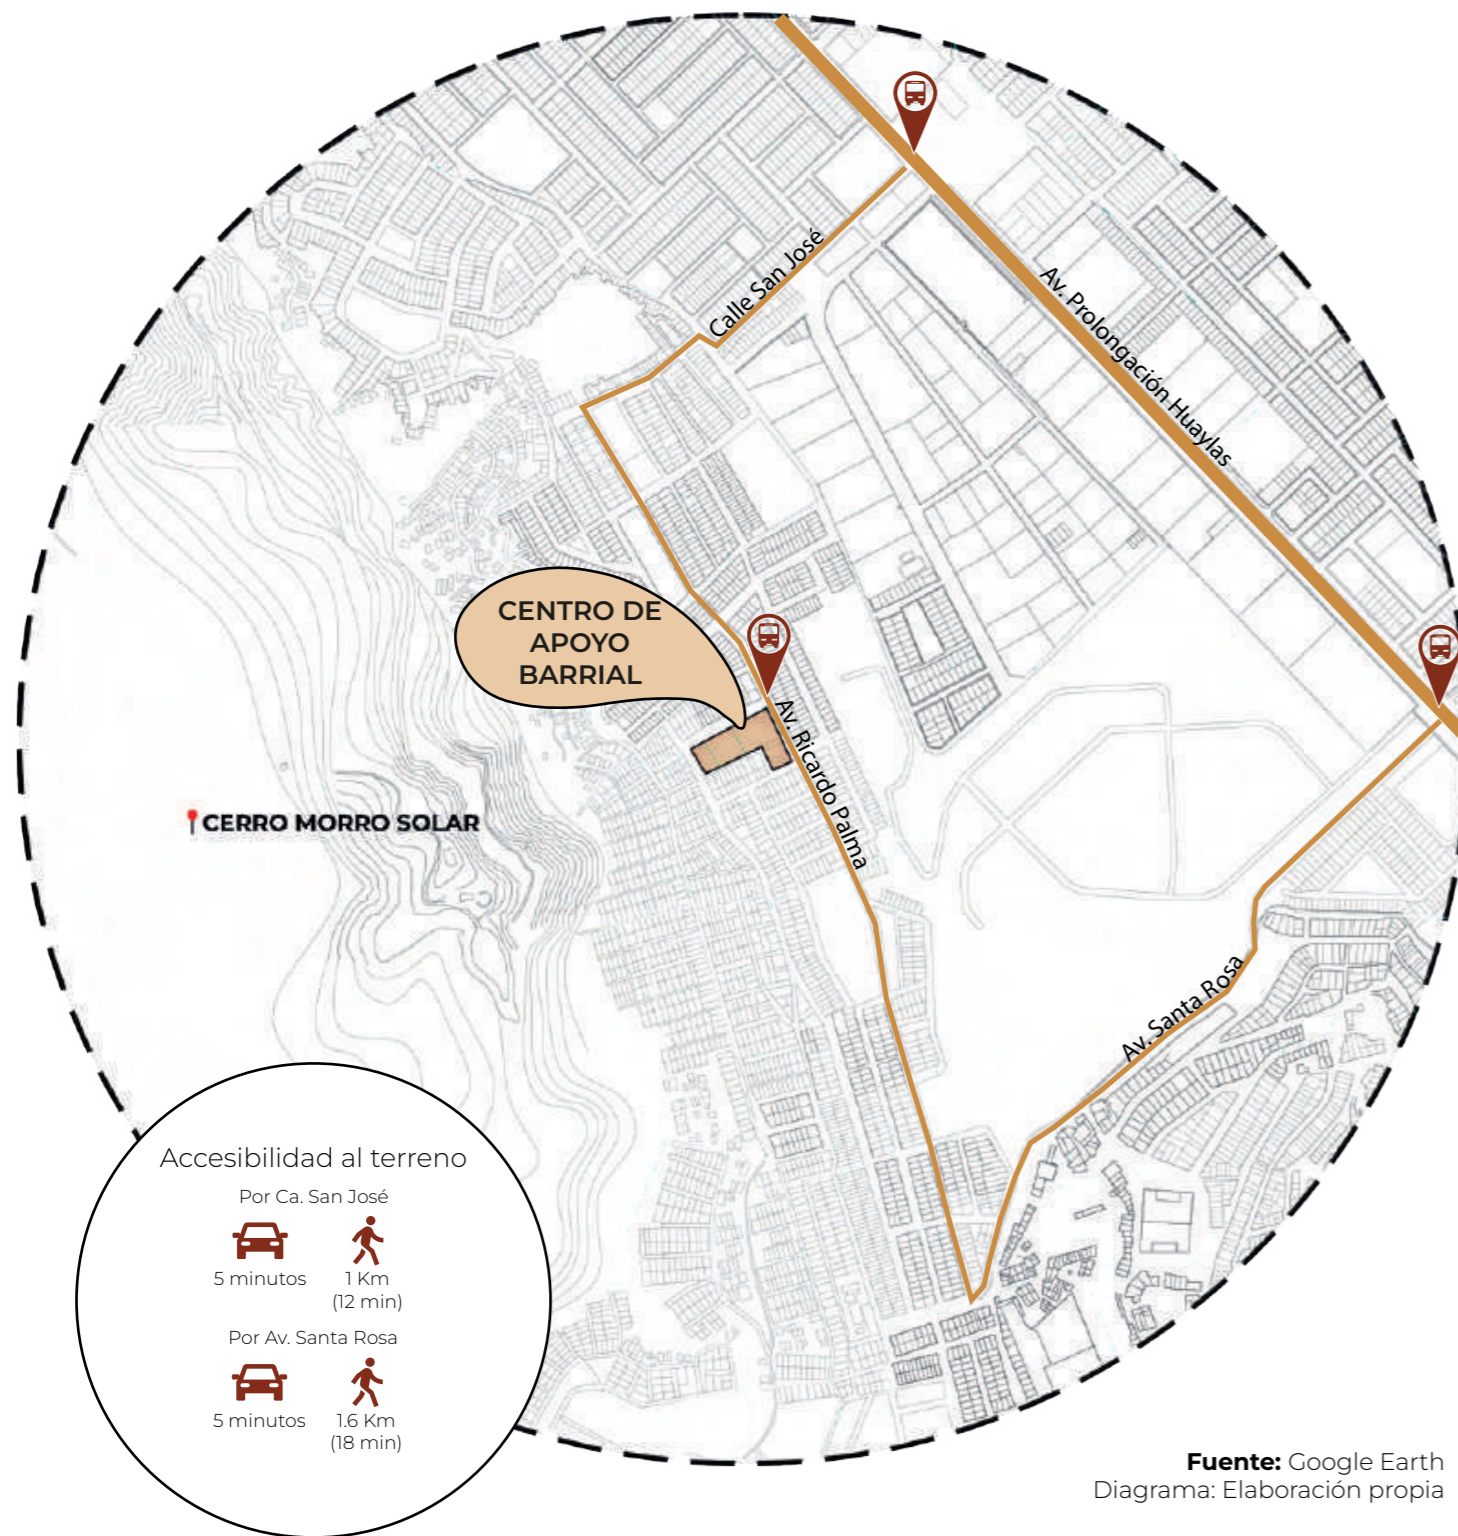 Calle San José
Av. Prolongación Huaylas
CENTRO DE
APOYO
BARRIAL
Av. Ricardo Palma
CERRO MORRO SOLAR
Av. Santa Rosa
Accesibilidad al terreno
Por Ca. San José
5 minutos
1 Km
(12 min)
Por Av. Santa Rosa
5 minutos
1.6 Km
(18 min)
Fuente: Google Earth
Diagrama: Elaboración propia